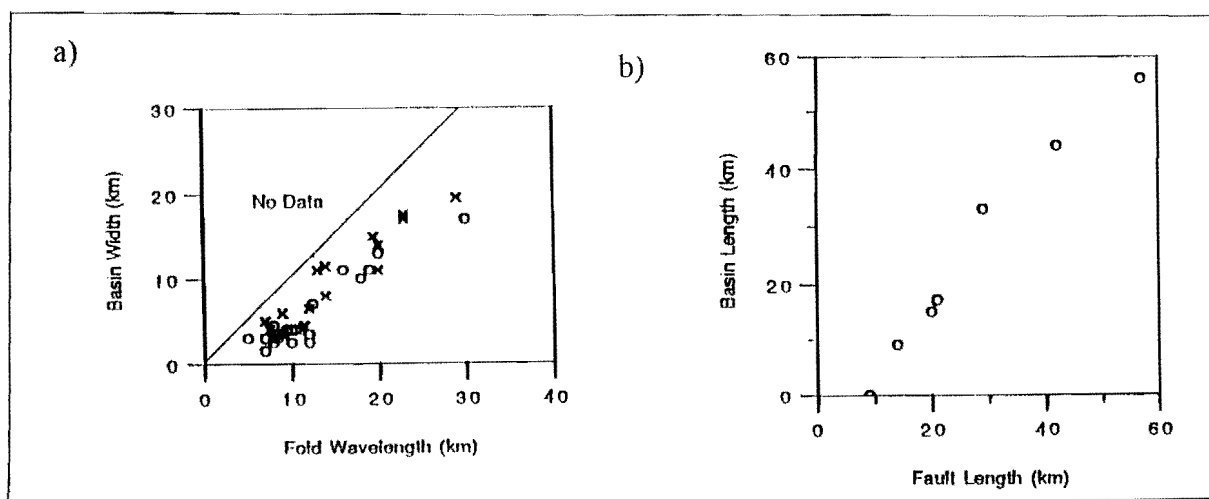 a)
b)
30
20
10
0
No Data
Basin Width (km)
0 10 20 30 40
Fold Wavelength (km)
60
40
20
0
Basin Length (km)
0 20 40 60
Fault Length (km)